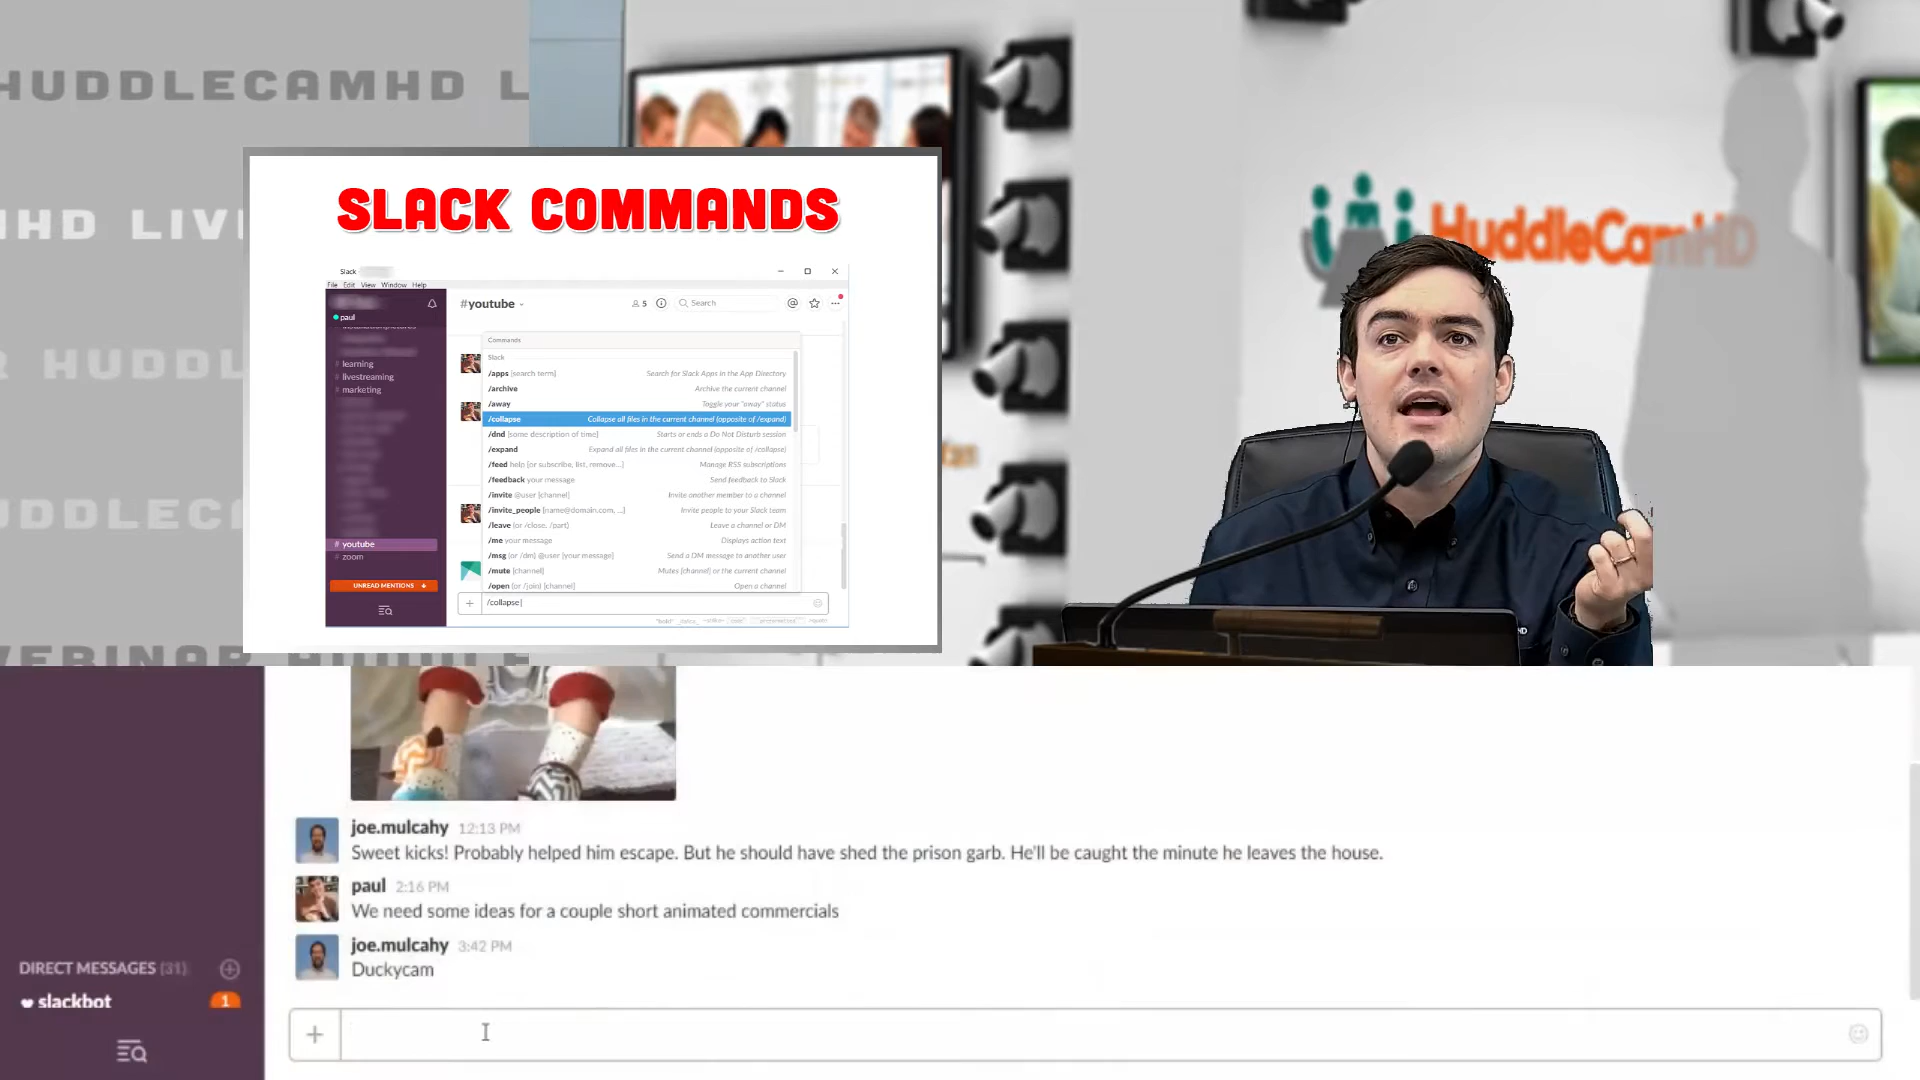 HUDDLECAMHD L
HD LIV
R HUDDL
UDDLECA
WEBINAR HUDDLE
HuddleCamHD
SLACK COMMANDS
Slack
File Edit View Window Help
paul
#youtube
5
Search
# learning
# livestreaming
# marketing
# youtube
# zoom
UNREAD MENTIONS
Commands
Slack
/apps [search term] Search for Slack Apps in the App Directory
/archive Archive the current channel
/away Toggle your "away" status
/collapse Collapse all files in the current channel (opposite of /expand)
/dnd [some description of time] Starts or ends a Do Not Disturb session
/expand Expand all files in the current channel (opposite of /collapse)
/feed help [or subscribe, list, remove...] Manage RSS subscriptions
/feedback your message Send feedback to Slack
/invite @user [channel] Invite another member to a channel
/invite_people [name@domain.com, ...] Invite people to your Slack team
/leave (or /close, /part) Leave a channel or DM
/me your message Displays action text
/msg (or /dm) @user [your message] Send a DM message to another user
/mute [channel] Mutes [channel] or the current channel
/open (or /join) [channel] Open a channel
/collapse
HD
joe.mulcahy 12:13 PM
Sweet kicks! Probably helped him escape. But he should have shed the prison garb. He'll be caught the minute he leaves the house.
paul 2:16 PM
We need some ideas for a couple short animated commercials
joe.mulcahy 3:42 PM
Duckycam
DIRECT MESSAGES (31)
slackbot 1